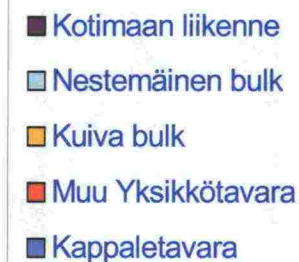 Kotimaan liikenne
Nestemäinen bulk
Kuiva bulk
Muu Yksikkötavara
Kappaletavara